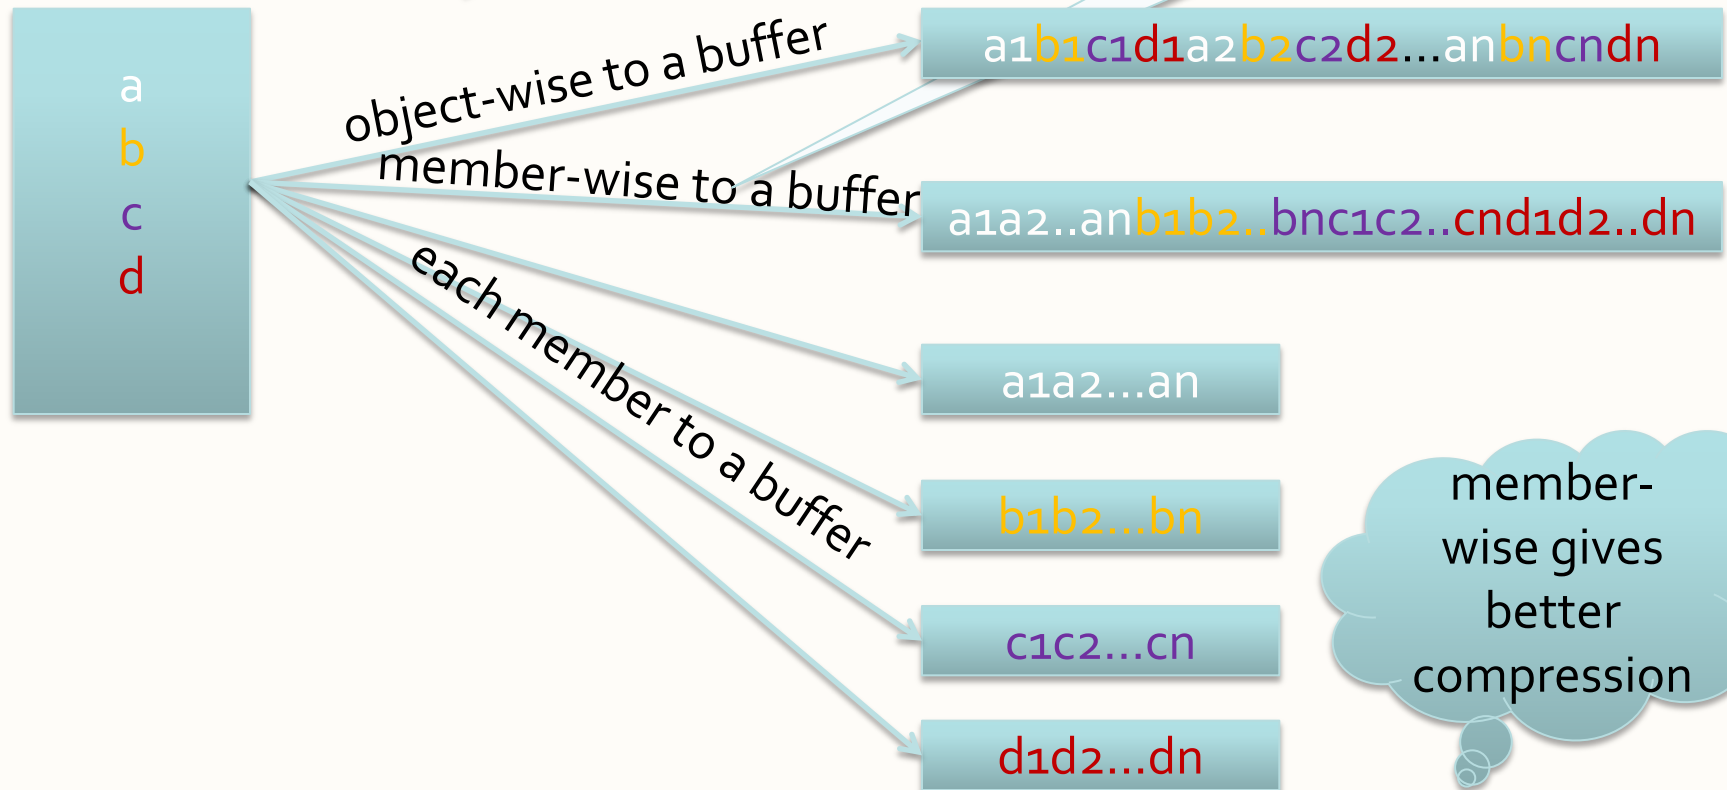 a
b
c
d
object-wise to a buffer
a1b1c1d1a2b2c2d2...anbncndn
member-wise to a buffer
a1a2..anb1b2..bnc1c2..cnd1d2..dn
each member to a buffer
a1a2...an
b1b2...bn
c1c2...cn
d1d2...dn
member-
wise gives
better
compression